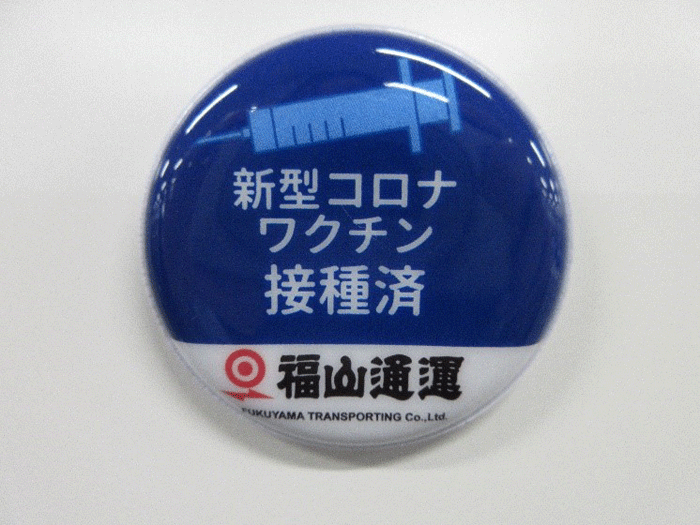 新型コロナ
ワクチン
接種済
福山通運
FUKUYAMA TRANSPORTING Co.,Ltd.